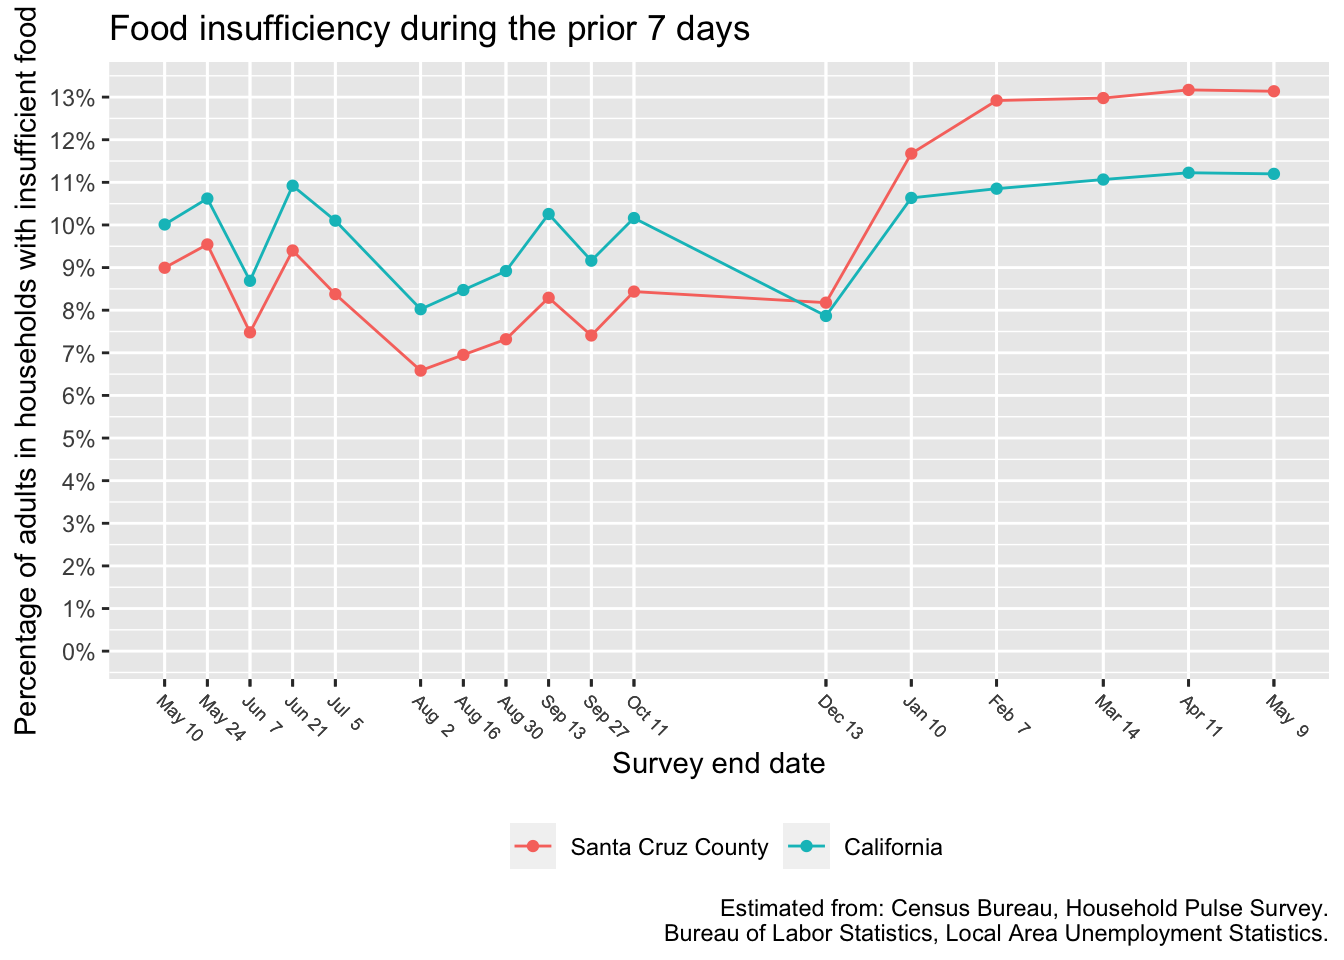 Food insufficiency during the prior 7 days
Percentage of adults in households with insufficient food
13%
12%
11%
10%
9%
8%
7%
6%
5%
4%
3%
2%
1%
0%
May 10
May 24
Jun 7
Jun 21
Jul 5
Aug 2
Aug 16
Aug 30
Sep 13
Sep 27
Oct 11
Dec 13
Jan 10
Feb 7
Mar 14
Apr 11
May 9
Survey end date
Santa Cruz County
California
Estimated from: Census Bureau, Household Pulse Survey.
Bureau of Labor Statistics, Local Area Unemployment Statistics.